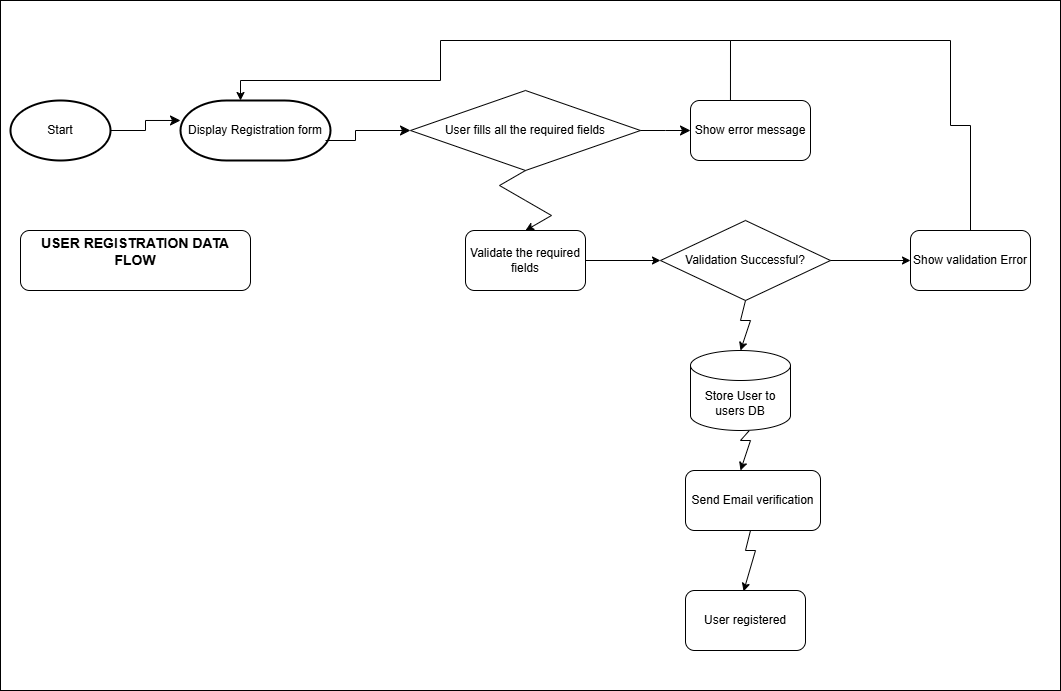 Start
Display Registration form
User fills all the required fields
Show error message
USER REGISTRATION DATA
FLOW
Validate the required
fields
Validation Successful?
Show validation Error
Store User to
users DB
Send Email verification
User registered